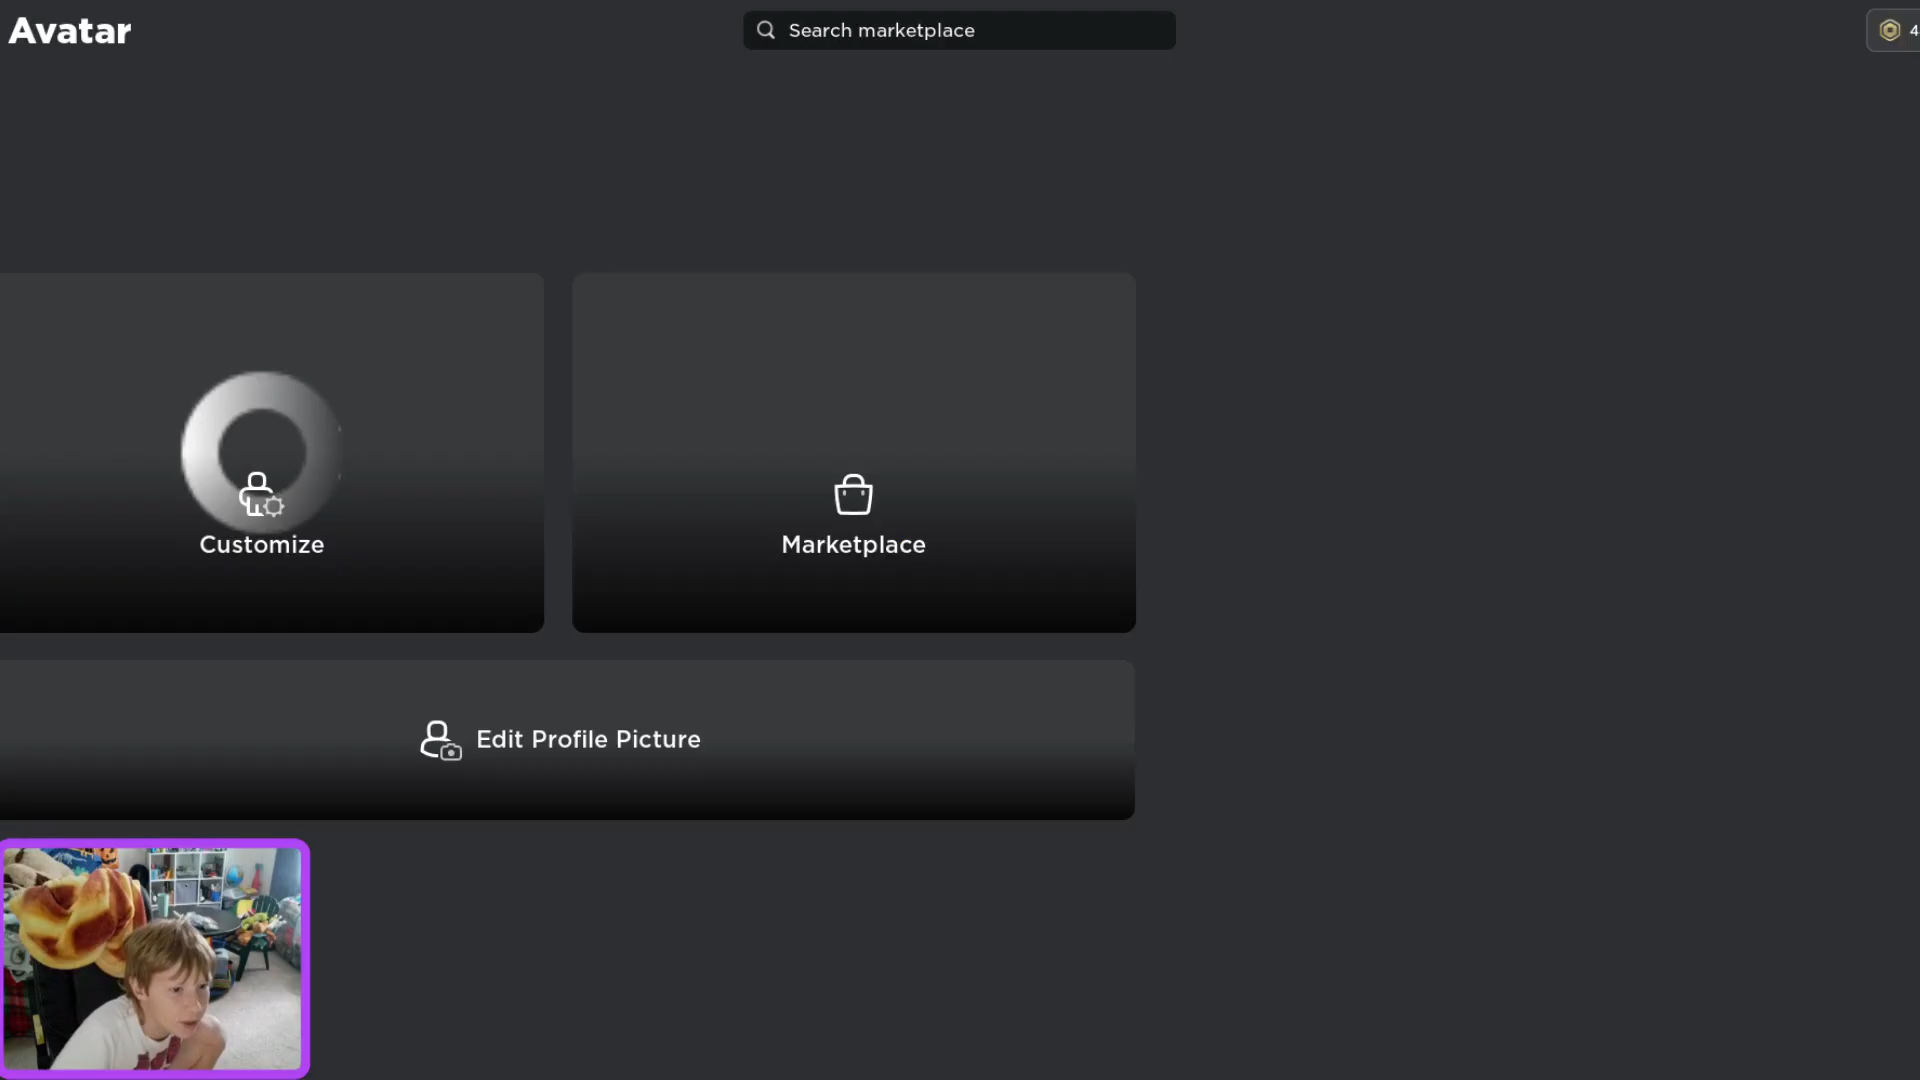 Avatar
Search marketplace
Customize
Marketplace
Edit Profile Picture